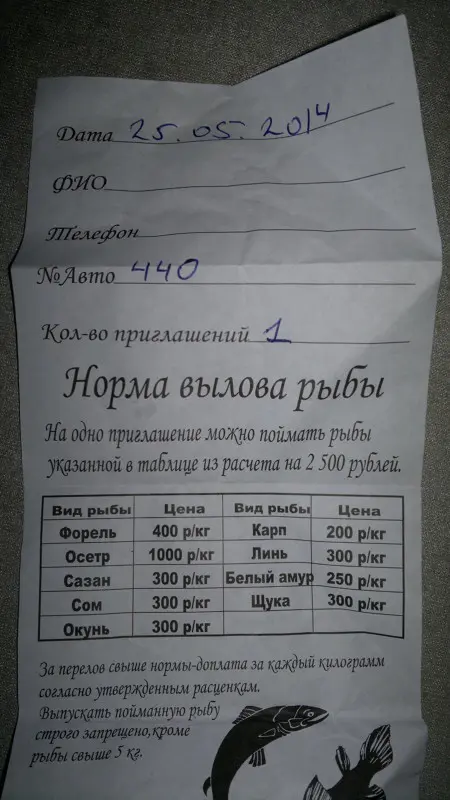 Дата 25.05.2014
ФИО
Телефон
№Авто 440
Кол-во приглашений 1
Норма вылова рыбы
На одно приглашение можно поймать рыбы
указанной в таблице из расчета на 2 500 рублей.
Вид рыбы Цена Вид рыбы Цена
Форель 400 р/кг Карп 200 р/кг
Осетр 1000 р/кг Линь 300 р/кг
Сазан 300 р/кг Белый амур 250 р/кг
Сом 300 р/кг Щука 300 р/кг
Окунь 300 р/кг
За перелов свыше нормы-доплата за каждый килограмм
согласно утвержденным расценкам.
Выпускать пойманную рыбу
строго запрещено,кроме
рыбы свыше 5 кг.